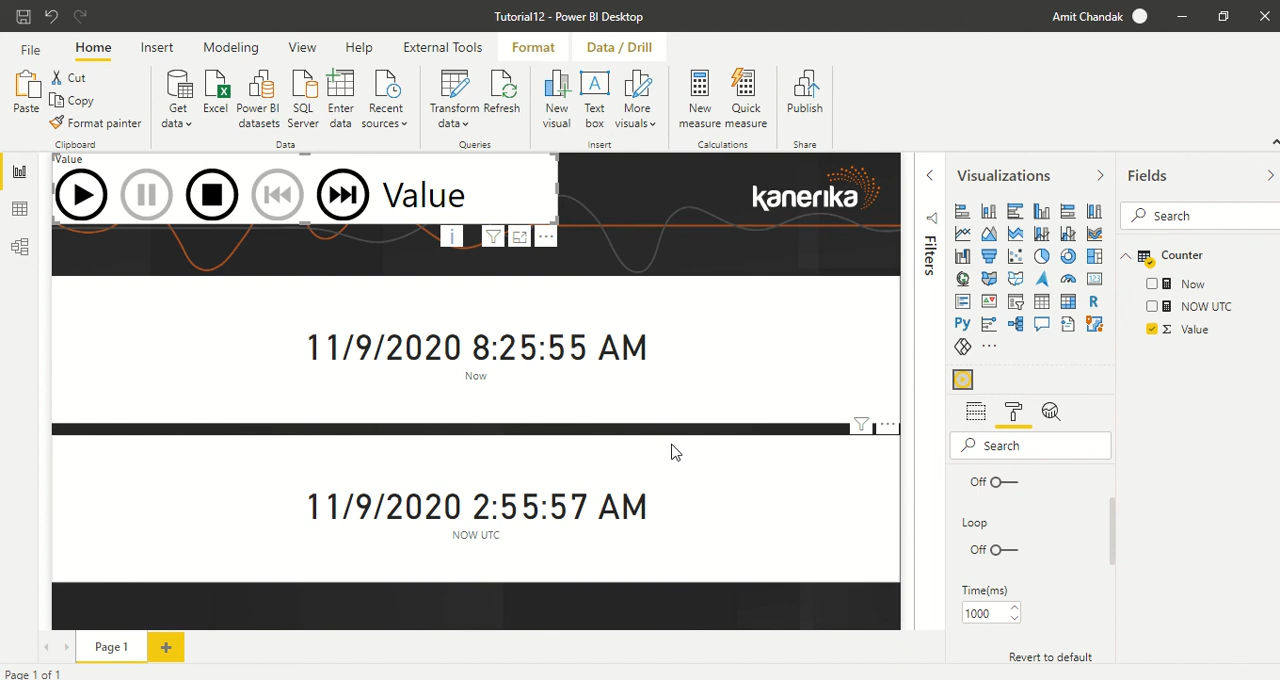 Tutorial12 - Power BI Desktop
Amit Chandak
File Home Insert Modeling View Help External Tools Format Data / Drill
Paste
Cut
Copy
Format painter
Clipboard
Get data
Excel
Power BI datasets
SQL Server
Enter data
Recent sources
Data
Transform data
Refresh
Queries
New visual
A
Text box
More visuals
Insert
New measure
Quick measure
Calculations
Publish
Share
Value
Value
kanerika
11/9/2020 8:25:55 AM
Now
11/9/2020 2:55:57 AM
NOW UTC
Filters
Visualizations
123
R
Py
Search
Off
Loop
Off
Time(ms)
1000
Revert to default
Fields
Search
Counter
Now
NOW UTC
Σ Value
Page 1
Page 1 of 1